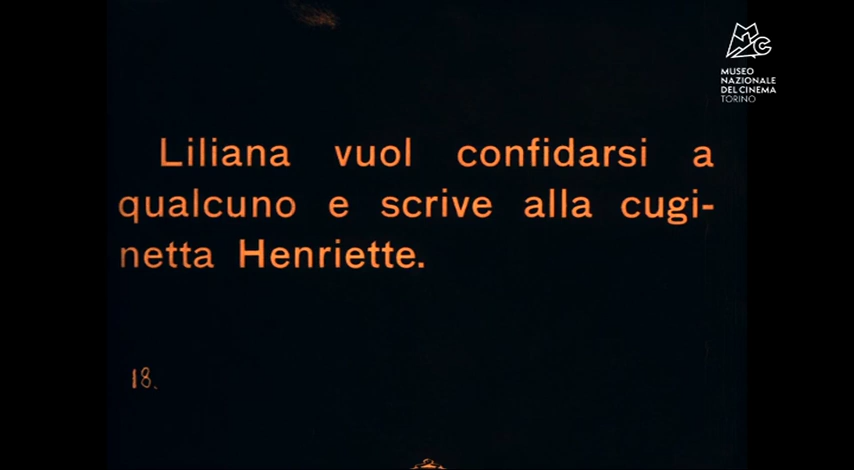 MUSEO
NAZIONALE
DEL CINEMA
TORINO
Liliana vuol confidarsi a
qualcuno e scrive alla cugi-
netta Henriette.
18.